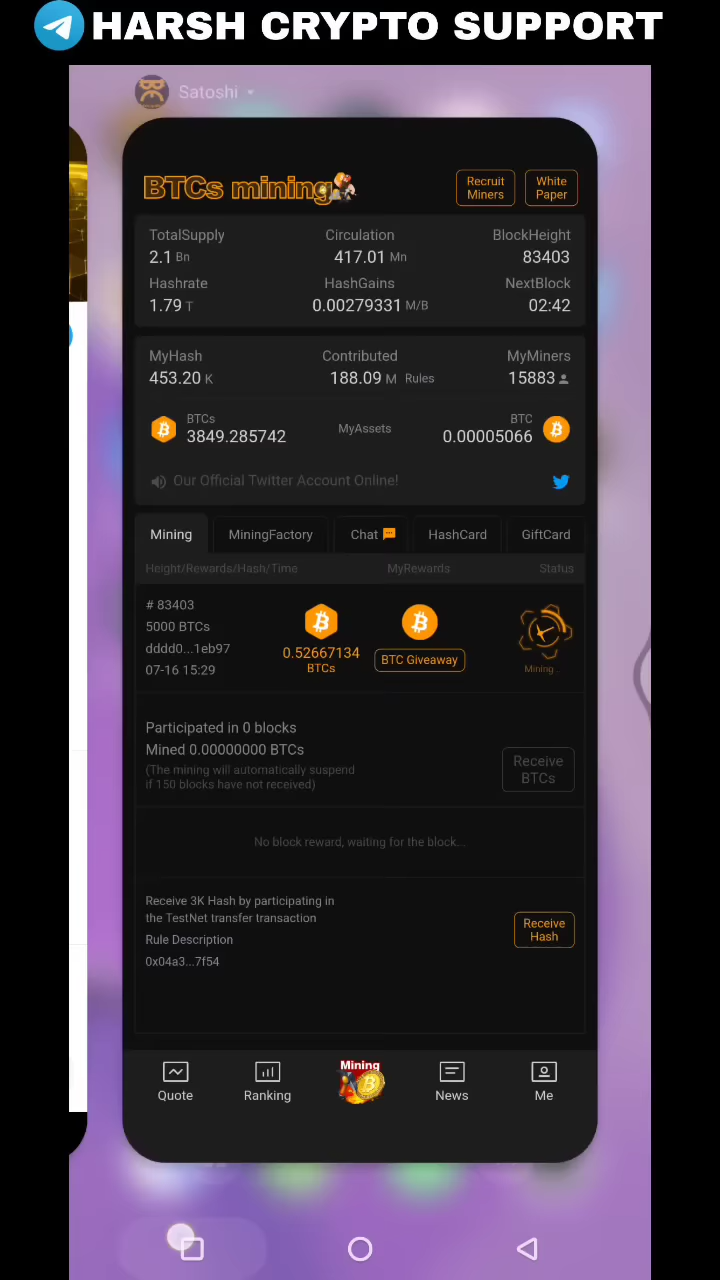 HARSH CRYPTO SUPPORT
Satoshi
BTCs mining
Recruit Miners
White Paper
TotalSupply Circulation BlockHeight
2.1 Bn 417.01 Mn 83403
Hashrate HashGains NextBlock
1.79 T 0.00279331 M/B 02:42
MyHash Contributed MyMiners
453.20 K 188.09 M Rules 15883
BTCs MyAssets BTC
3849.285742 0.00005066
Our Official Twitter Account Online!
Mining MiningFactory Chat HashCard GiftCard
Height/Rewards/Hash/Time MyRewards Status
# 83403
5000 BTCs
dddd0...1eb97
07-16 15:29
0.52667134
BTCs
BTC Giveaway
Mining..
Participated in 0 blocks
Mined 0.00000000 BTCs
(The mining will automatically suspend
if 150 blocks have not received)
Receive
BTCs
No block reward, waiting for the block...
Receive 3K Hash by participating in
the TestNet transfer transaction
Rule Description
0x04a3...7f54
Receive
Hash
Mining
Quote Ranking News Me